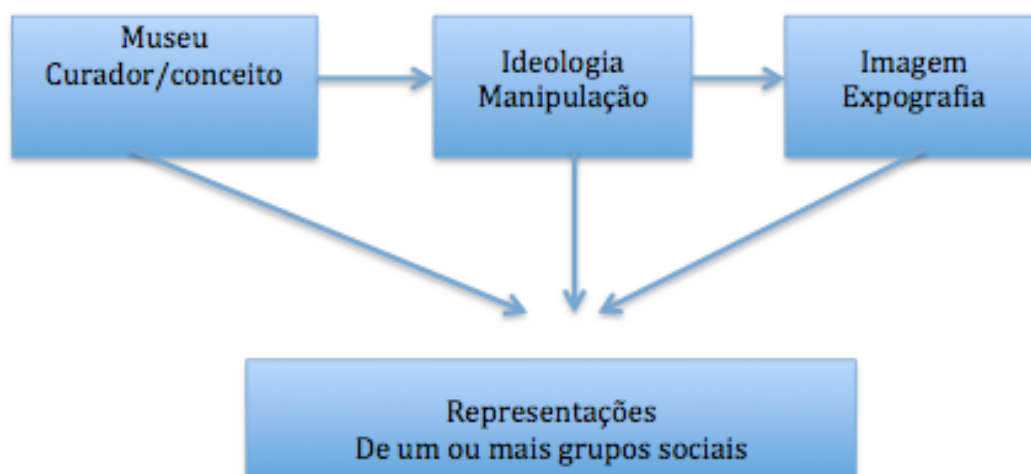 Museu
Curador/conceito
Ideologia
Manipulação
Imagem
Expografia
Representações
De um ou mais grupos sociais